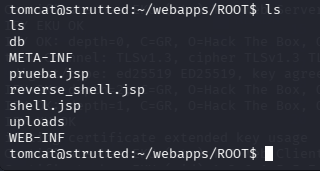 tomcat@strutted:~/webapps/ROOT$ ls
ls
db
META-INF
prueba.jsp
reverse_shell.jsp
shell.jsp
uploads
WEB-INF
tomcat@strutted:~/webapps/ROOT$